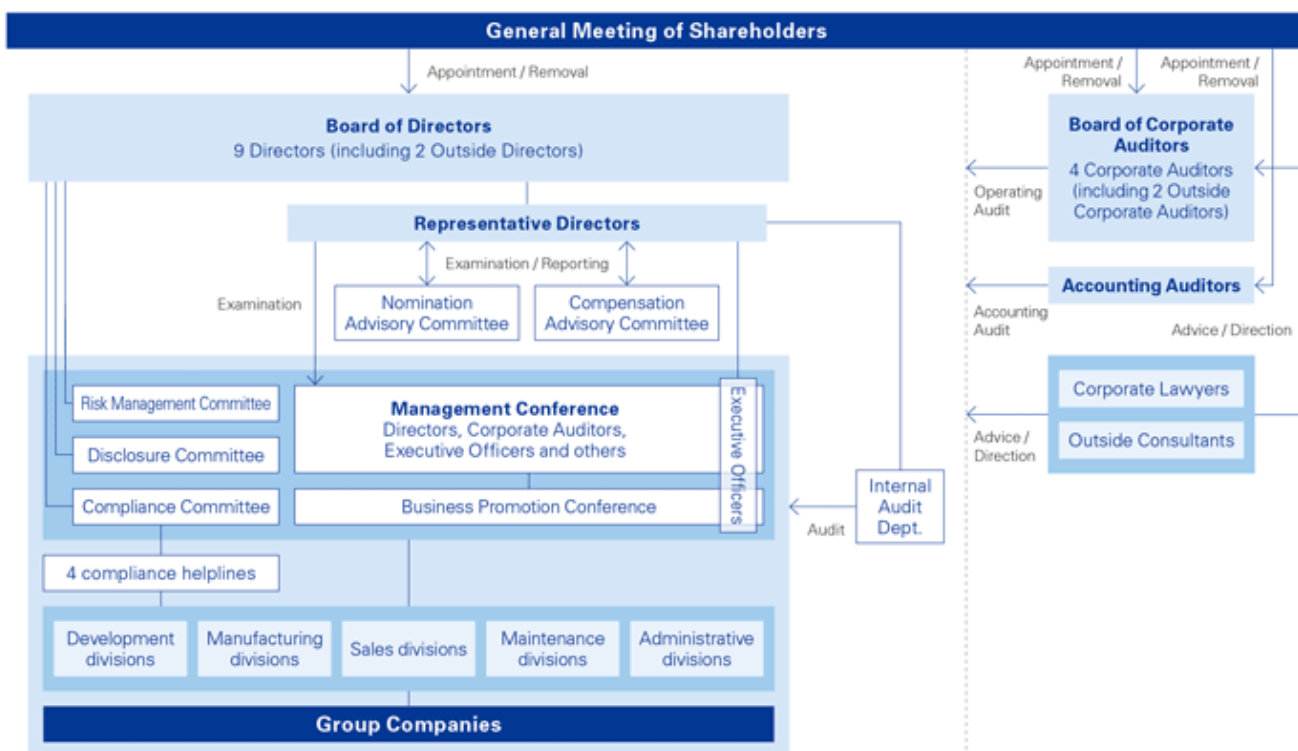 General Meeting of Shareholders
Appointment / Removal
Appointment /
Removal
Appointment /
Removal
Board of Directors
9 Directors (including 2 Outside Directors)
Board of Corporate
Auditors
4 Corporate Auditors
(including 2 Outside
Corporate Auditors)
Operating
Audit
Representative Directors
Examination / Reporting
Examination
Nomination
Advisory Committee
Compensation
Advisory Committee
Accounting Auditors
Accounting
Audit
Advice / Direction
Risk Management Committee
Disclosure Committee
Compliance Committee
Management Conference
Directors, Corporate Auditors,
Executive Officers and others
Business Promotion Conference
Executive Officers
Internal
Audit
Dept.
Audit
Corporate Lawyers
Outside Consultants
Advice /
Direction
4 compliance helplines
Development
divisions
Manufacturing
divisions
Sales divisions
Maintenance
divisions
Administrative
divisions
Group Companies